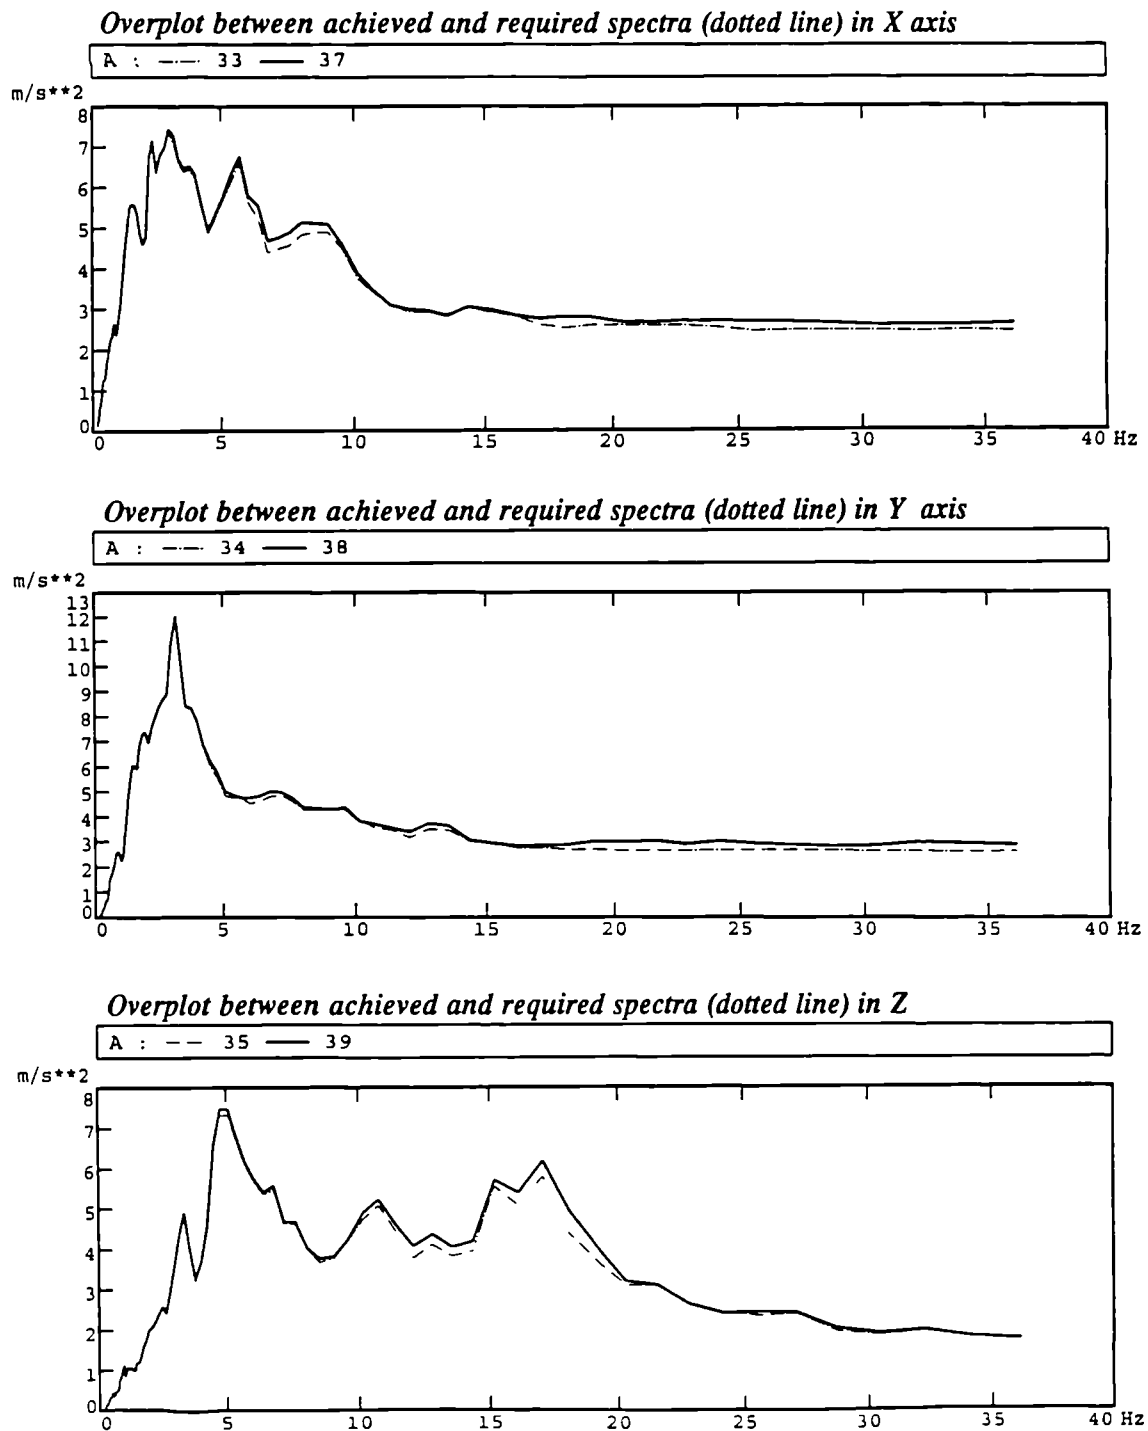 Overplot between achieved and required spectra (dotted line) in X axis
A : —·— 33 —— 37
m/s**2
8
7
6
5
4
3
2
1
0
0 5 10 15 20 25 30 35 40 Hz
Overplot between achieved and required spectra (dotted line) in Y axis
A : —·— 34 —— 38
m/s**2
13
12
11
10
9
8
7
6
5
4
3
2
1
0
0 5 10 15 20 25 30 35 40 Hz
Overplot between achieved and required spectra (dotted line) in Z
A : —— 35 —— 39
m/s**2
8
7
6
5
4
3
2
1
0
0 5 10 15 20 25 30 35 40 Hz